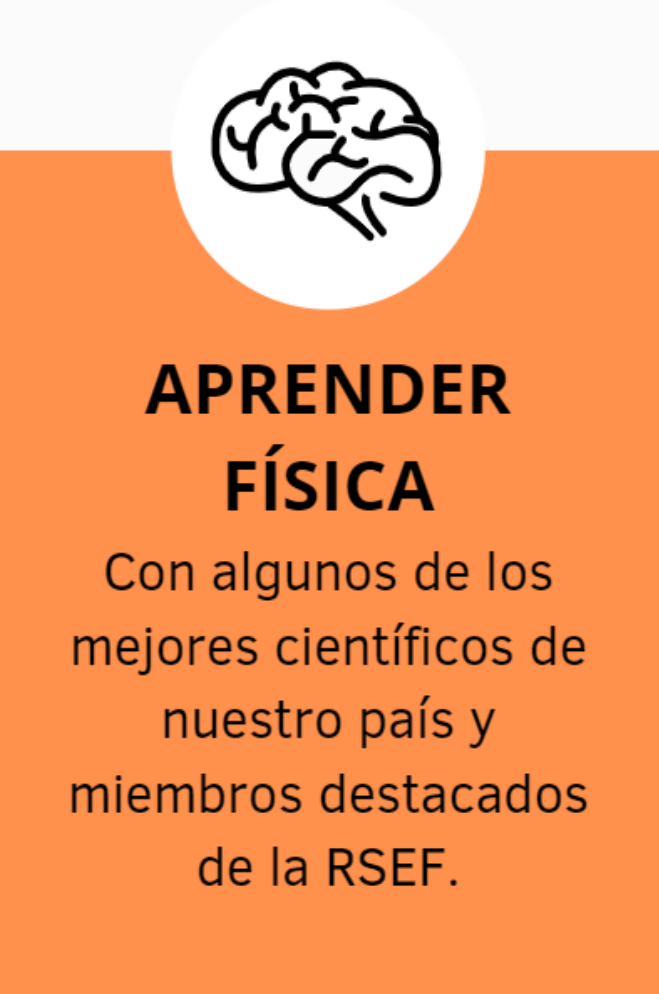 APRENDER
FÍSICA
Con algunos de los
mejores científicos de
nuestro país y
miembros destacados
de la RSEF.